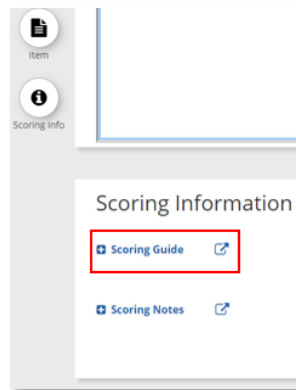 Item
Scoring Info
Scoring Information
Scoring Guide
Scoring Notes